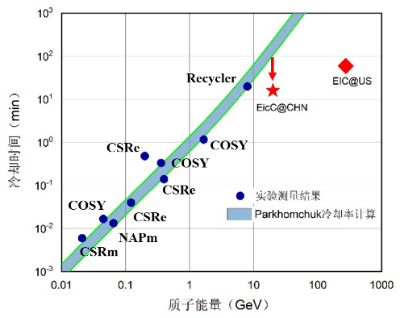 10³
10²
10¹
10⁰
10⁻¹
10⁻²
10⁻³
冷却时间(min)
Recycler
EicC@CHN
EIC@US
CSRe
COSY
COSY
CSRe
COSY
CSRe
NAPm
CSRm
实验测量结果
Parkhomchuk冷却率计算
0.01
0.1
1
10
100
1000
质子能量(GeV)